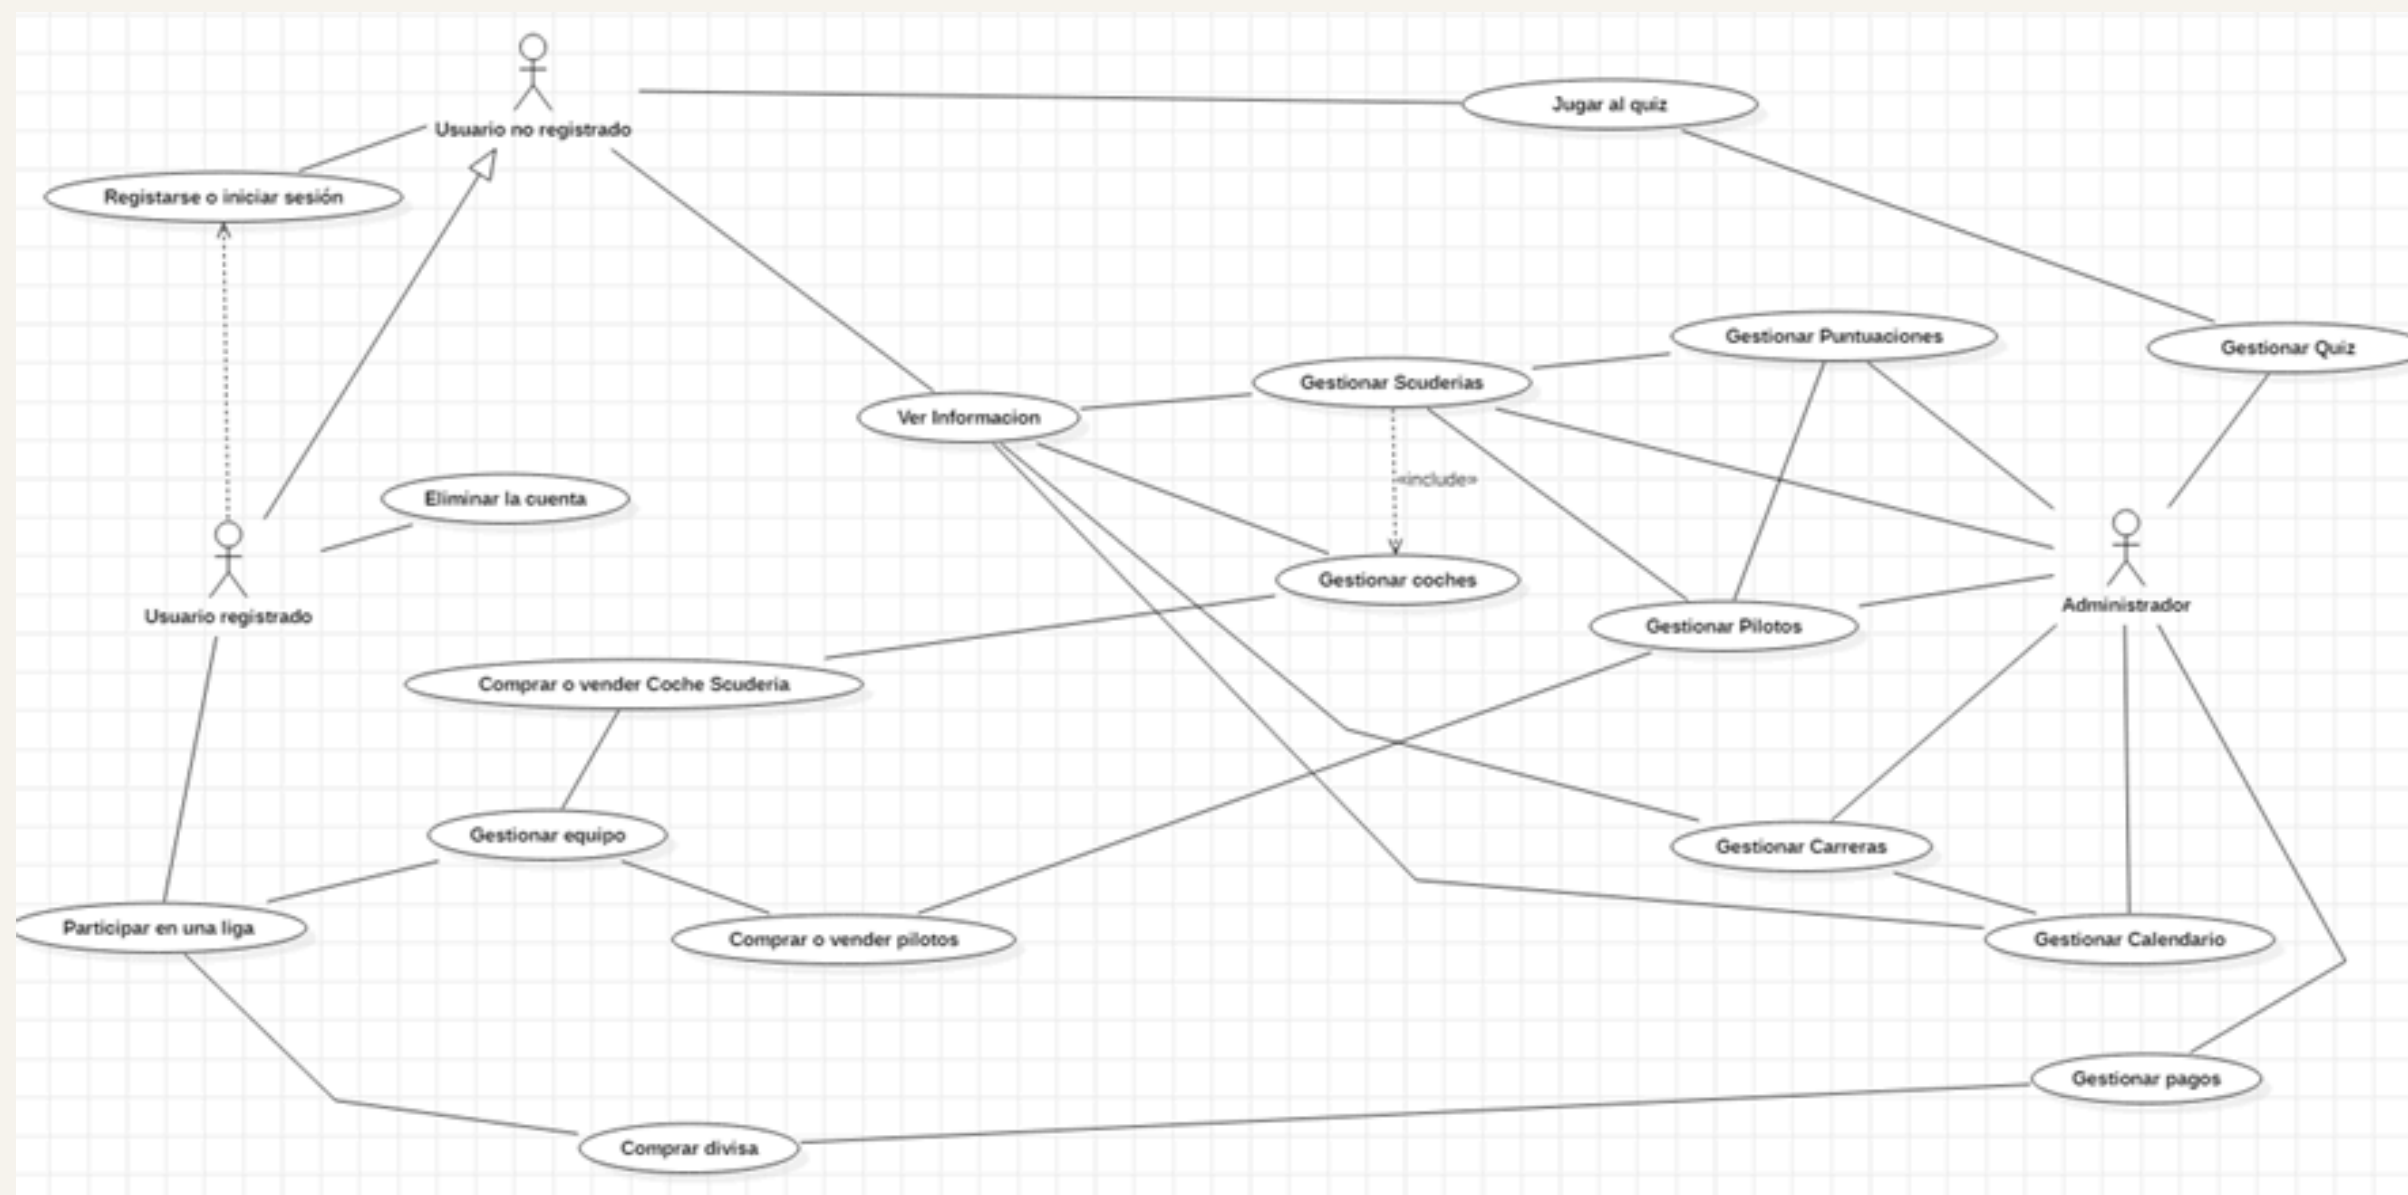 Usuario no registrado
Jugar al quiz
Registarse o iniciar sesión
Gestionar Puntuaciones
Gestionar Quiz
Gestionar Scuderias
Ver Informacion
«include»
Eliminar la cuenta
Gestionar coches
Administrador
Usuario registrado
Gestionar Pilotos
Comprar o vender Coche Scuderia
Gestionar equipo
Gestionar Carreras
Participar en una liga
Comprar o vender pilotos
Gestionar Calendario
Gestionar pagos
Comprar divisa